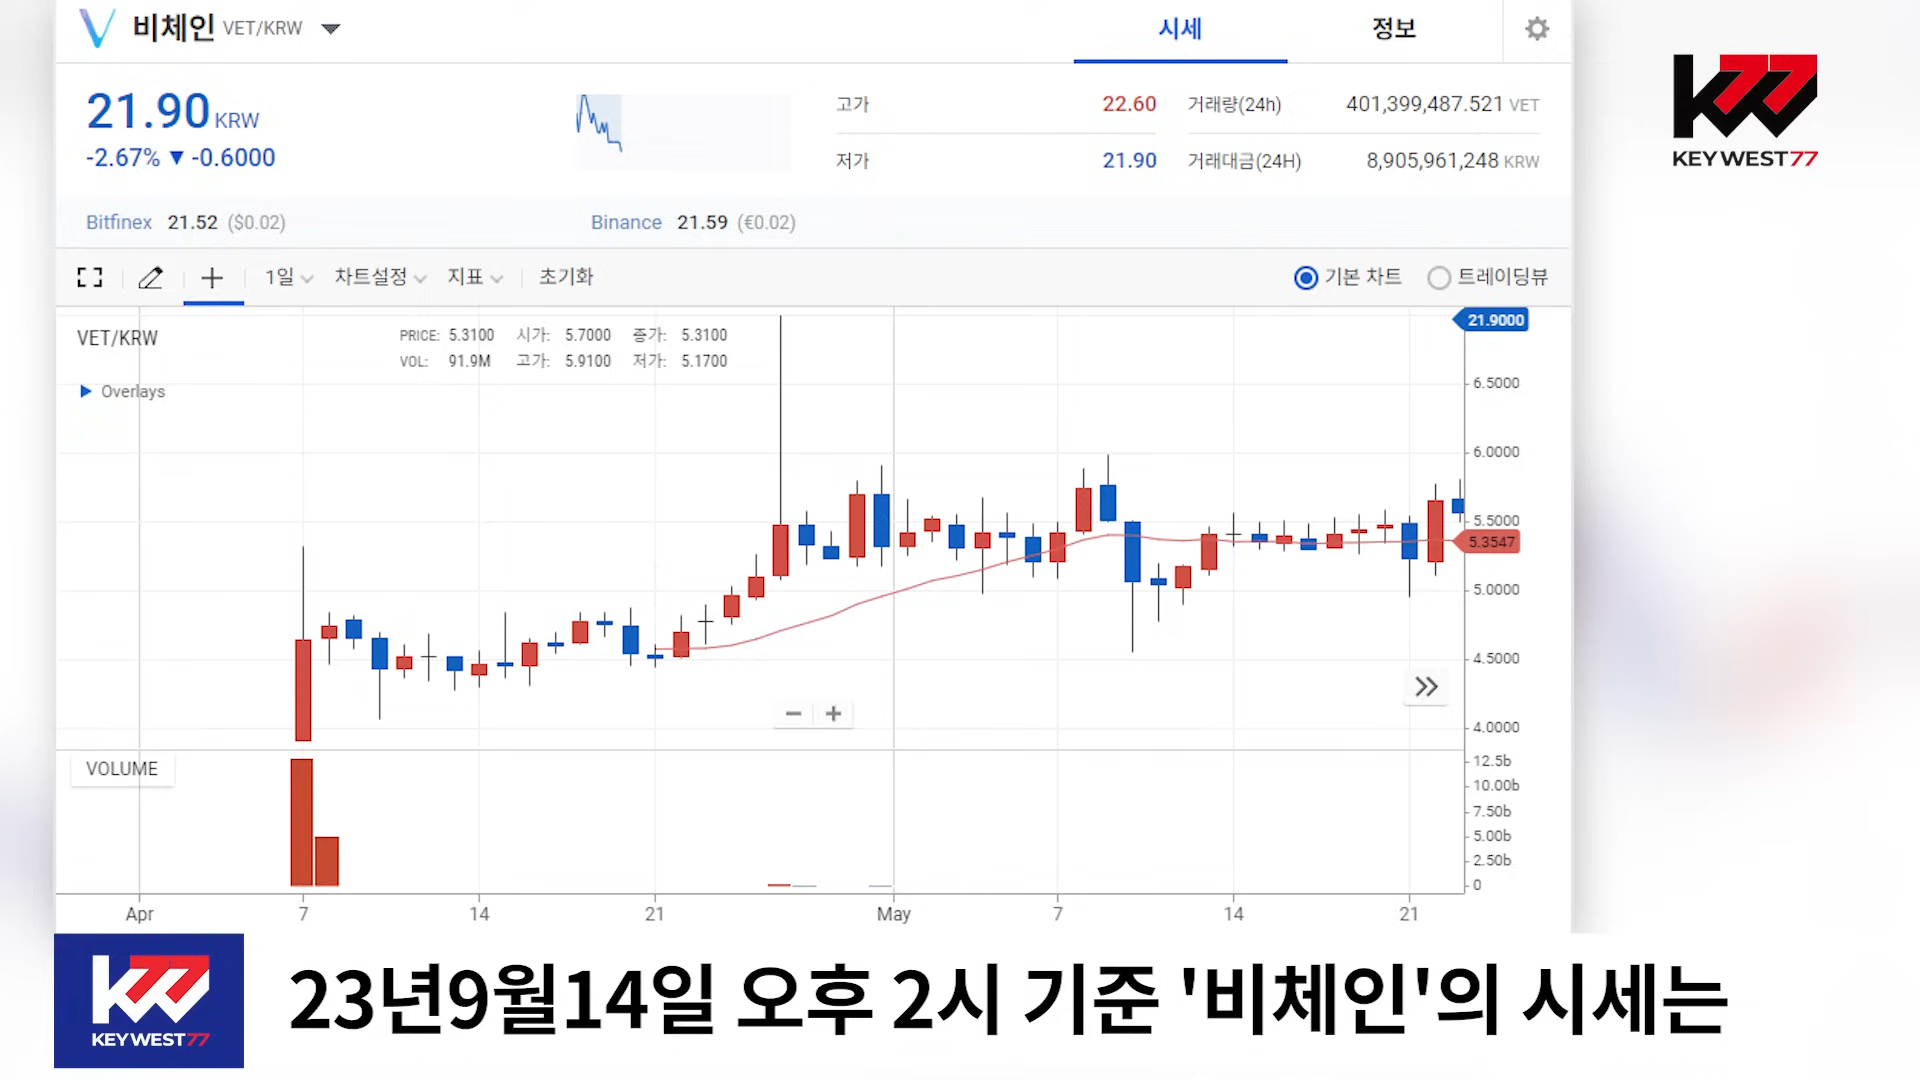 비체인 VET/KRW
시세
정보
KEYWEST77
21.90 KRW
-2.67% ▼ -0.6000
고가 22.60
거래량(24h) 401,399,487.521 VET
저가 21.90
거래대금(24H) 8,905,961,248 KRW
Bitfinex 21.52 ($0.02)
Binance 21.59 (€0.02)
1일 차트설정 지표 초기화
기본 차트 트레이딩뷰
VET/KRW
PRICE: 5.3100 시가: 5.7000 종가: 5.3100
VOL: 91.9M 고가: 5.9100 저가: 5.1700
Overlays
21.9000
6.5000
6.0000
5.5000
5.3547
5.0000
4.5000
4.0000
VOLUME
12.5b
10.00b
7.50b
5.00b
2.50b
0
Apr 7 14 21 May 7 14 21
KEYWEST77
23년9월14일 오후 2시 기준 '비체인'의 시세는